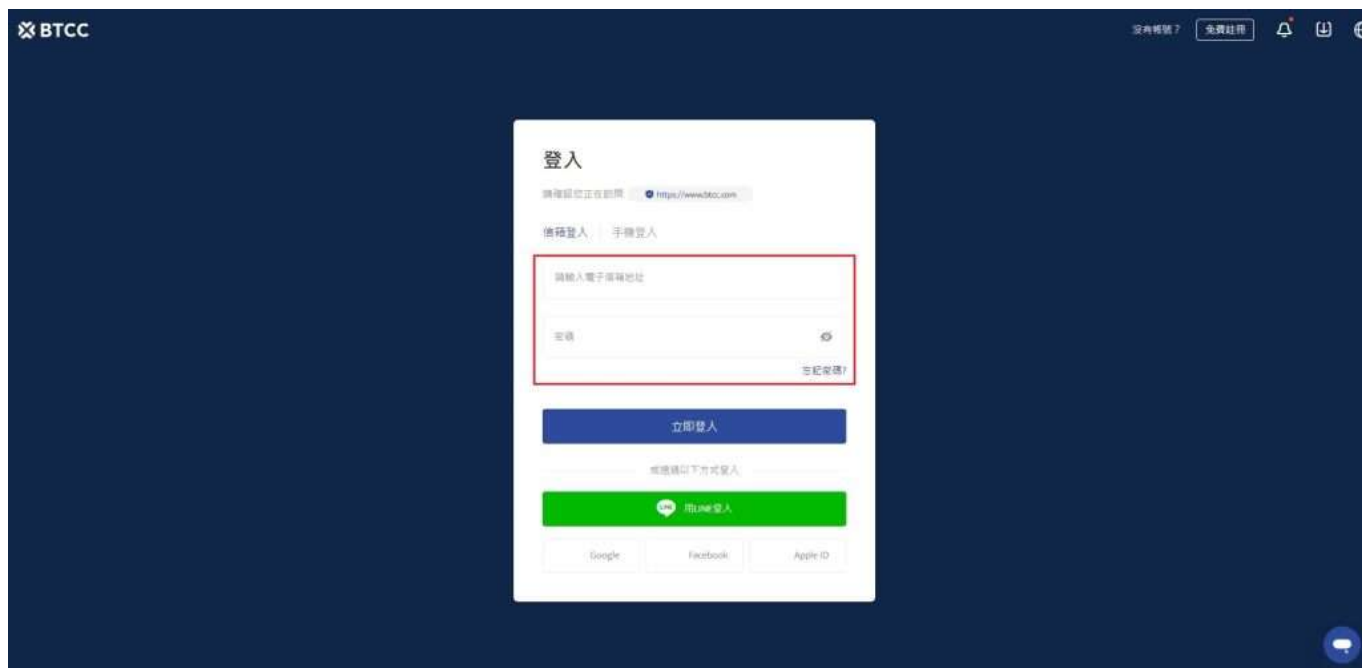 BTCC
沒有帳號？ 免費註冊
登入
請確認您正在訪問 https://www.btcc.com
信箱登入 手機登入
請輸入電子信箱地址
密碼
忘記密碼?
立即登入
或透過以下方式登入
LINE 用LINE登入
Google Facebook Apple ID